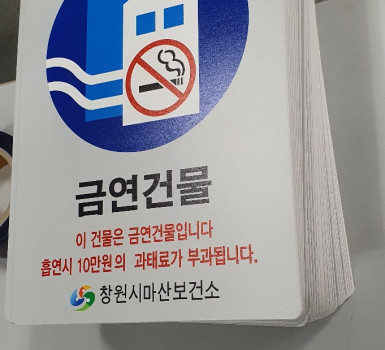 금연건물
이 건물은 금연건물입니다
흡연시 10만원의 과태료가 부과됩니다.
창원시마산보건소